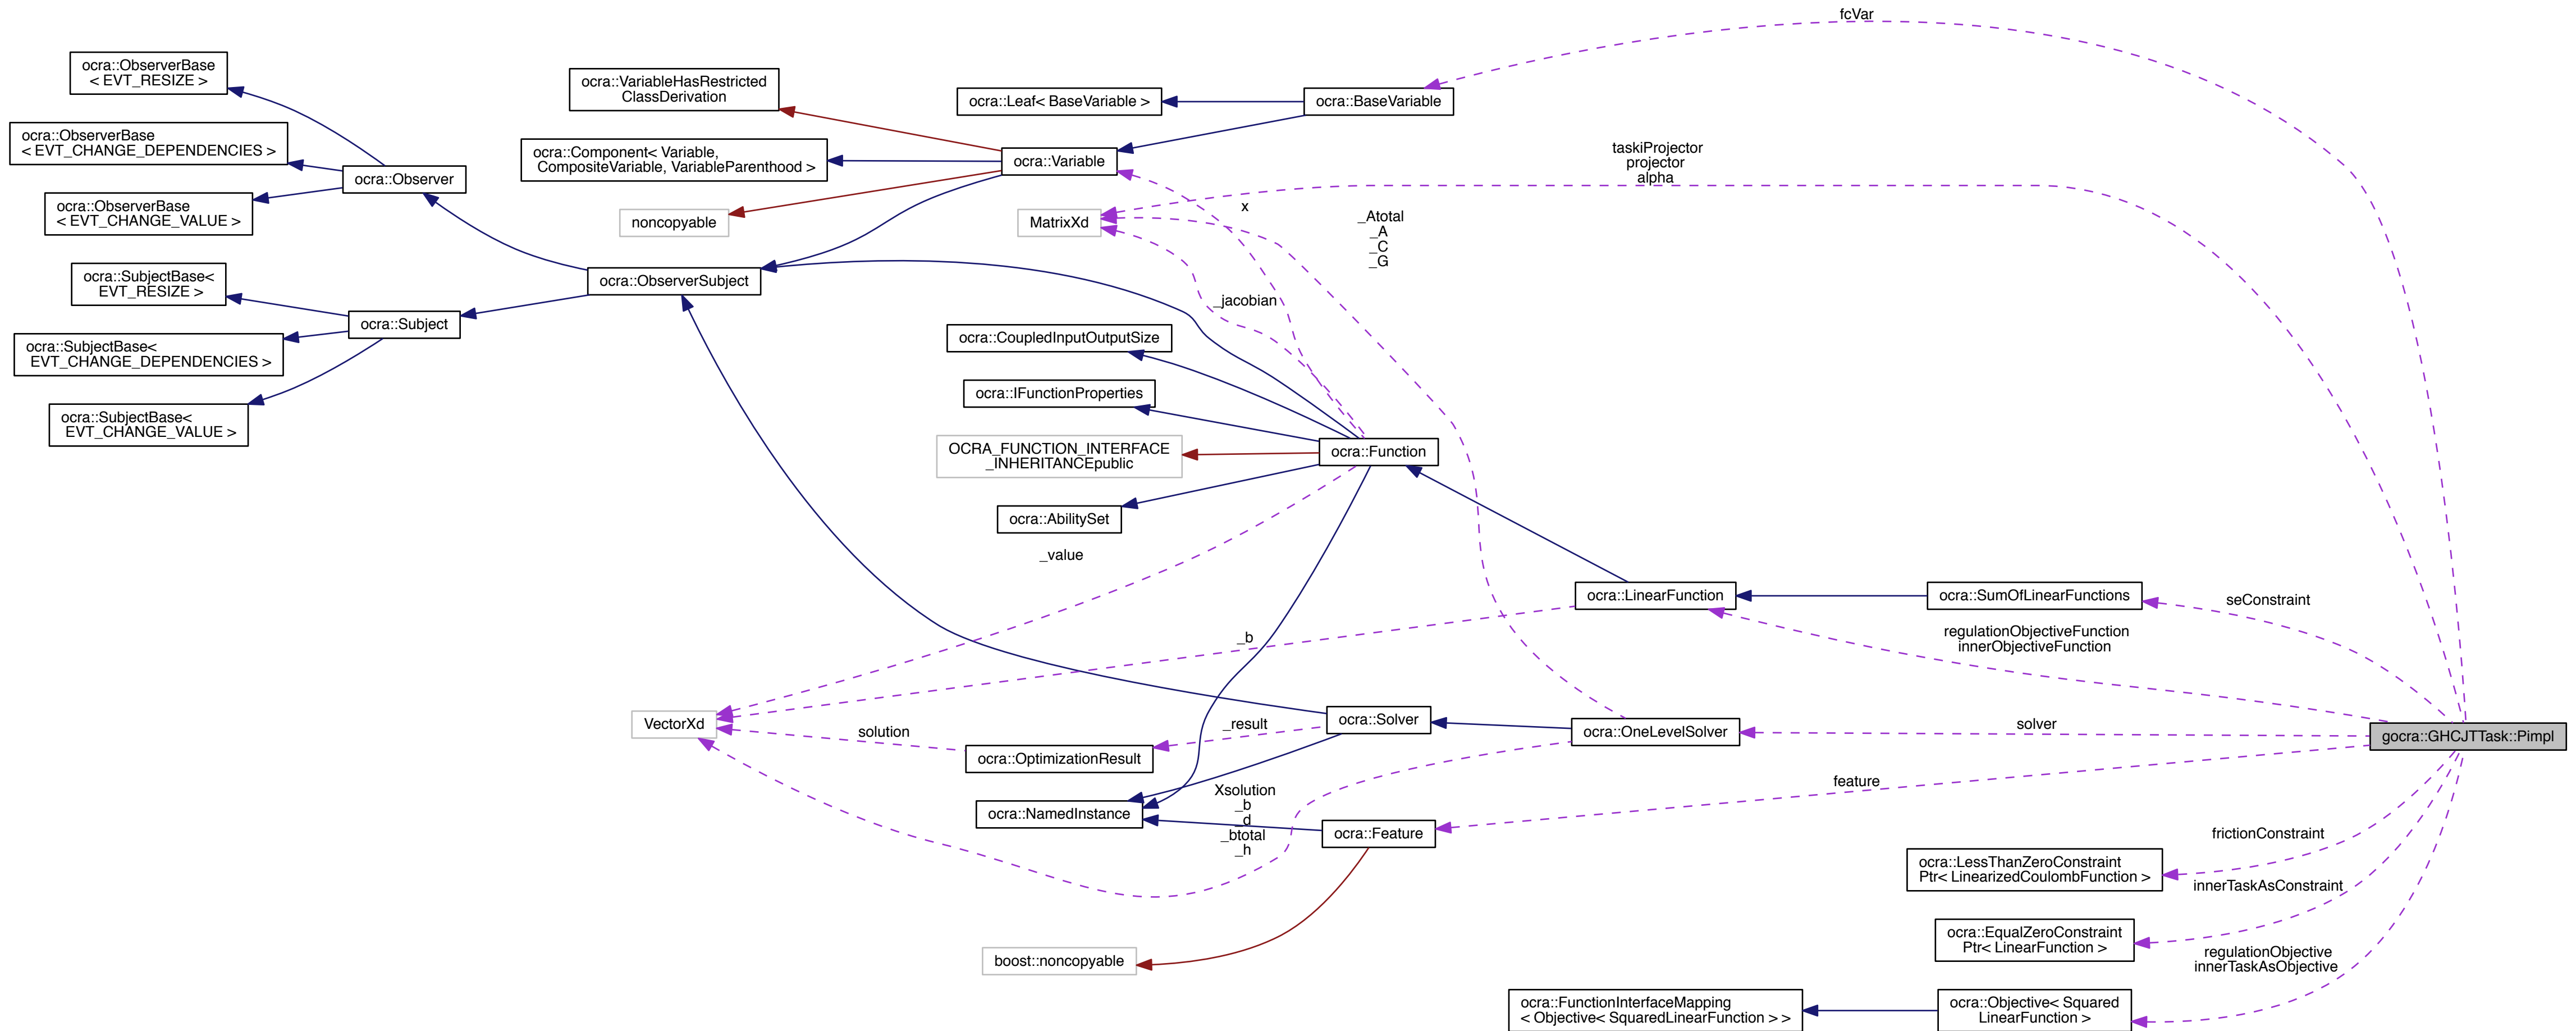 fcVar
ocra::ObserverBase
< EVT_RESIZE >
ocra::VariableHasRestricted
ClassDerivation
ocra::Leaf< BaseVariable >
ocra::BaseVariable
ocra::ObserverBase
< EVT_CHANGE_DEPENDENCIES >
ocra::Component< Variable,
CompositeVariable, VariableParenthood >
ocra::Variable
taskiProjector
projector
alpha
ocra::Observer
ocra::ObserverBase
< EVT_CHANGE_VALUE >
noncopyable
MatrixXd
x
_Atotal
_A
_C
_G
ocra::SubjectBase<
EVT_RESIZE >
ocra::ObserverSubject
_jacobian
ocra::Subject
ocra::CoupledInputOutputSize
ocra::SubjectBase<
EVT_CHANGE_DEPENDENCIES >
ocra::IFunctionProperties
ocra::SubjectBase<
EVT_CHANGE_VALUE >
OCRA_FUNCTION_INTERFACE
_INHERITANCEpublic
ocra::Function
ocra::AbilitySet
_value
ocra::LinearFunction
ocra::SumOfLinearFunctions
seConstraint
_b
regulationObjectiveFunction
innerObjectiveFunction
VectorXd
solution
_result
ocra::Solver
ocra::OneLevelSolver
solver
gocra::GHCJTTask::Pimpl
ocra::OptimizationResult
feature
ocra::NamedInstance
Xsolution
_b
_d
_btotal
_h
ocra::Feature
frictionConstraint
ocra::LessThanZeroConstraint
Ptr< LinearizedCoulombFunction >
innerTaskAsConstraint
ocra::EqualZeroConstraint
Ptr< LinearFunction >
boost::noncopyable
regulationObjective
innerTaskAsObjective
ocra::FunctionInterfaceMapping
< Objective< SquaredLinearFunction > >
ocra::Objective< Squared
LinearFunction >